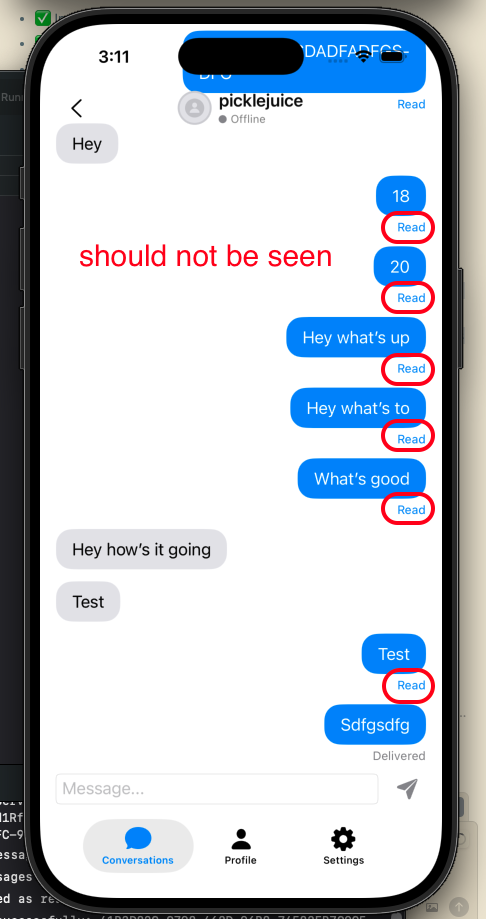 3:11
picklejuice
Read
Offline
Hey
18
Read
should not be seen
20
Read
Hey what's up
Read
Hey what's to
Read
What's good
Read
Hey how's it going
Test
Test
Read
Sdfgsdfg
Delivered
Message...
Conversations
Profile
Settings